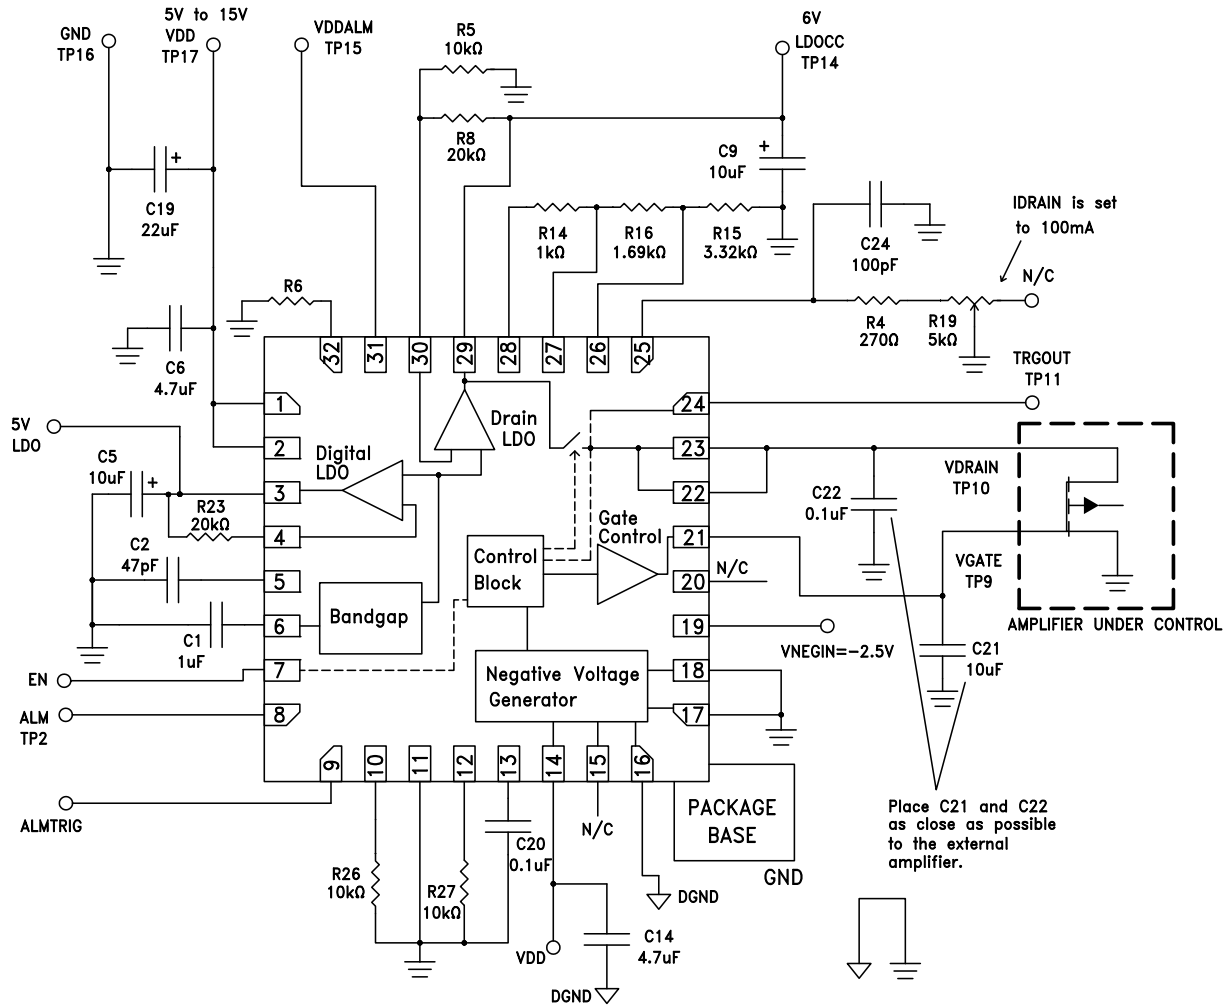 5V to 15V
GND
TP16
VDD
TP17
VDDALM
TP15
R5
10kΩ
6V
LDOCC
TP14
R8
20kΩ
+
C9
10uF
+
C19
22uF
R14
1kΩ
R16
1.69kΩ
R15
3.32kΩ
C24
100pF
IDRAIN is set
to 100mA
N/C
R6
R4
270Ω
R19
5kΩ
C6
4.7uF
32
31
30
29
28
27
26
25
TRGOUT
TP11
5V
LDO
1
2
3
4
5
6
7
8
24
23
22
21
20
19
18
17
Drain
LDO
Digital
LDO
C5
10uF
+
R23
20kΩ
C2
47pF
C1
1uF
Gate
Control
Control
Block
Bandgap
Negative Voltage
Generator
C22
0.1uF
VDRAIN
TP10
N/C
VGATE
TP9
AMPLIFIER UNDER CONTROL
VNEGIN=-2.5V
C21
10uF
EN
ALM
TP2
ALMTRIG
9
10
11
12
13
14
15
16
N/C
PACKAGE
BASE
GND
Place C21 and C22
as close as possible
to the external
amplifier.
R26
10kΩ
R27
10kΩ
C20
0.1uF
DGND
VDD
C14
4.7uF
DGND